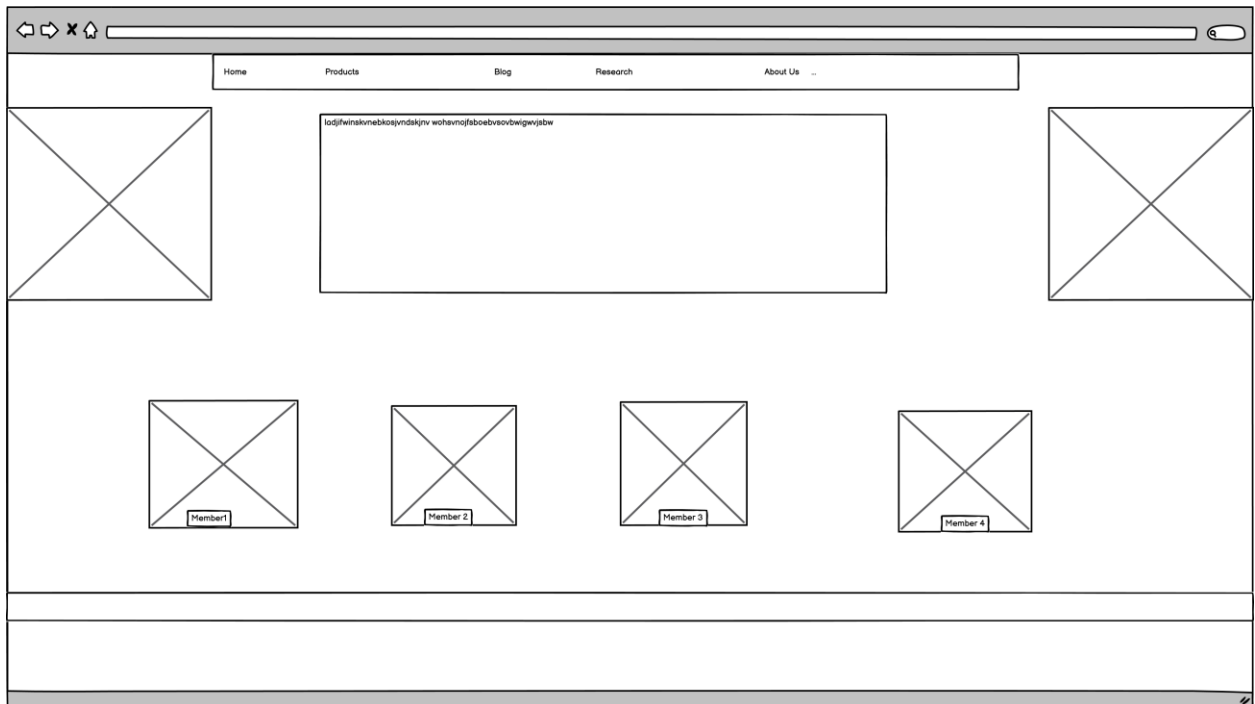 Home Products Blog Research About Us ..
lodjifwinskvnebkosjvndskjnv wohsvnojfsboebvsovbwigwvjsbw
Member1 Member 2 Member 3 Member 4